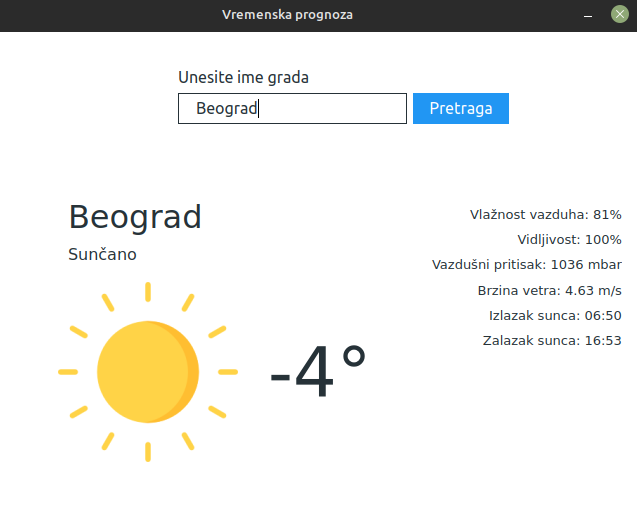 Vremenska prognoza
Unesite ime grada
Beograd
Pretraga
Beograd
Sunčano
-4°
Vlažnost vazduha: 81%
Vidljivost: 100%
Vazdušni pritisak: 1036 mbar
Brzina vetra: 4.63 m/s
Izlazak sunca: 06:50
Zalazak sunca: 16:53